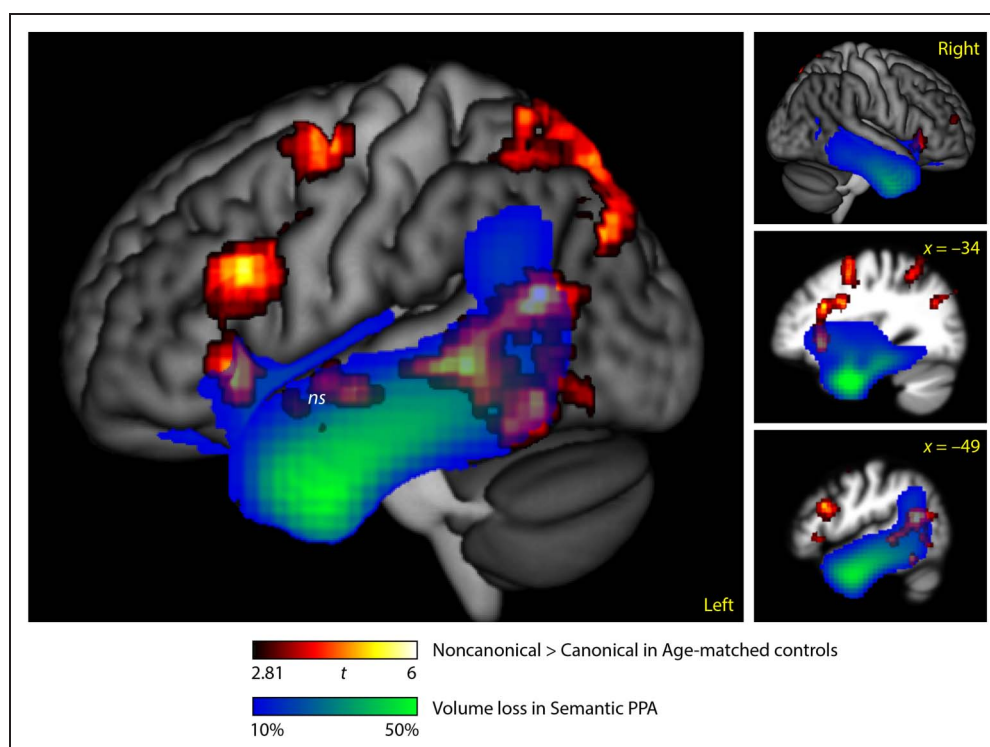 Right
x = –34
x = –49
ns
Left
2.81 t 6
Noncanonical > Canonical in Age-matched controls
10% 50%
Volume loss in Semantic PPA